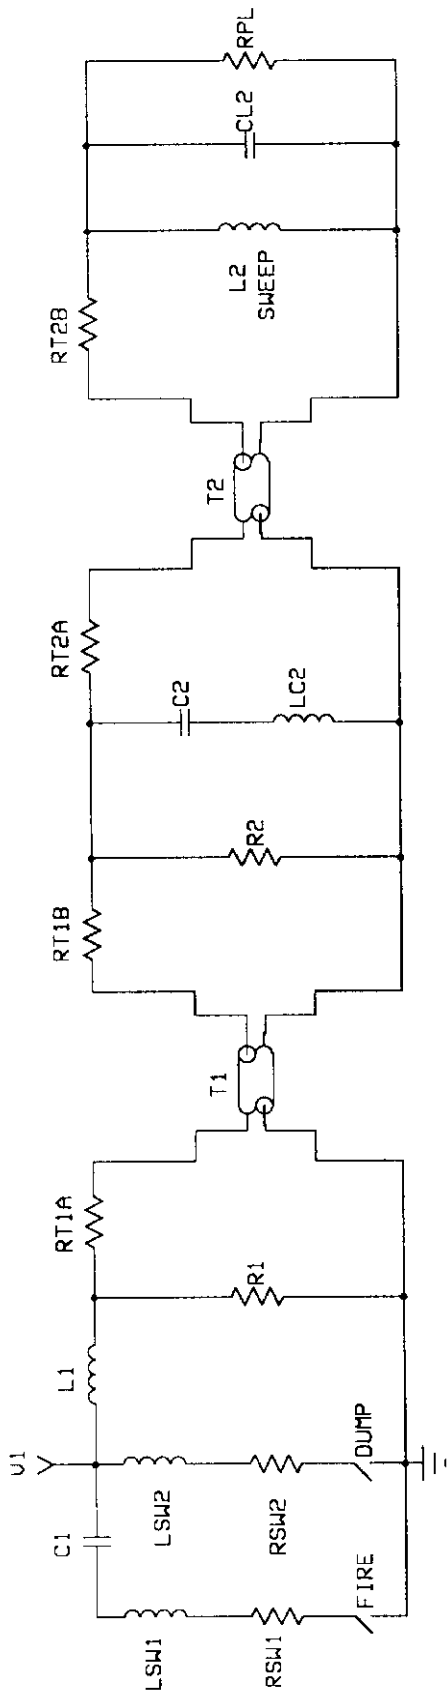 V1
C1
L1
LSW1
LSW2
RSW1
RSW2
FIRE
DUMP
R1
RT1A
T1
RT1B
R2
C2
LC2
RT2A
T2
RT2B
L2
SWEEP
CL2
RPL